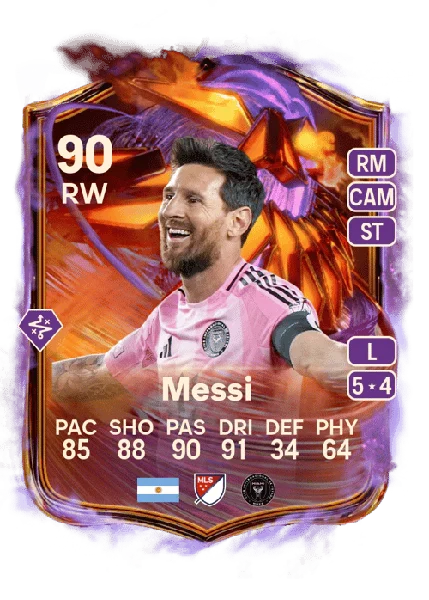 90
RW
RM
CAM
ST
L
5★4
Messi
PAC SHO PAS DRI DEF PHY
85 88 90 91 34 64
MLS